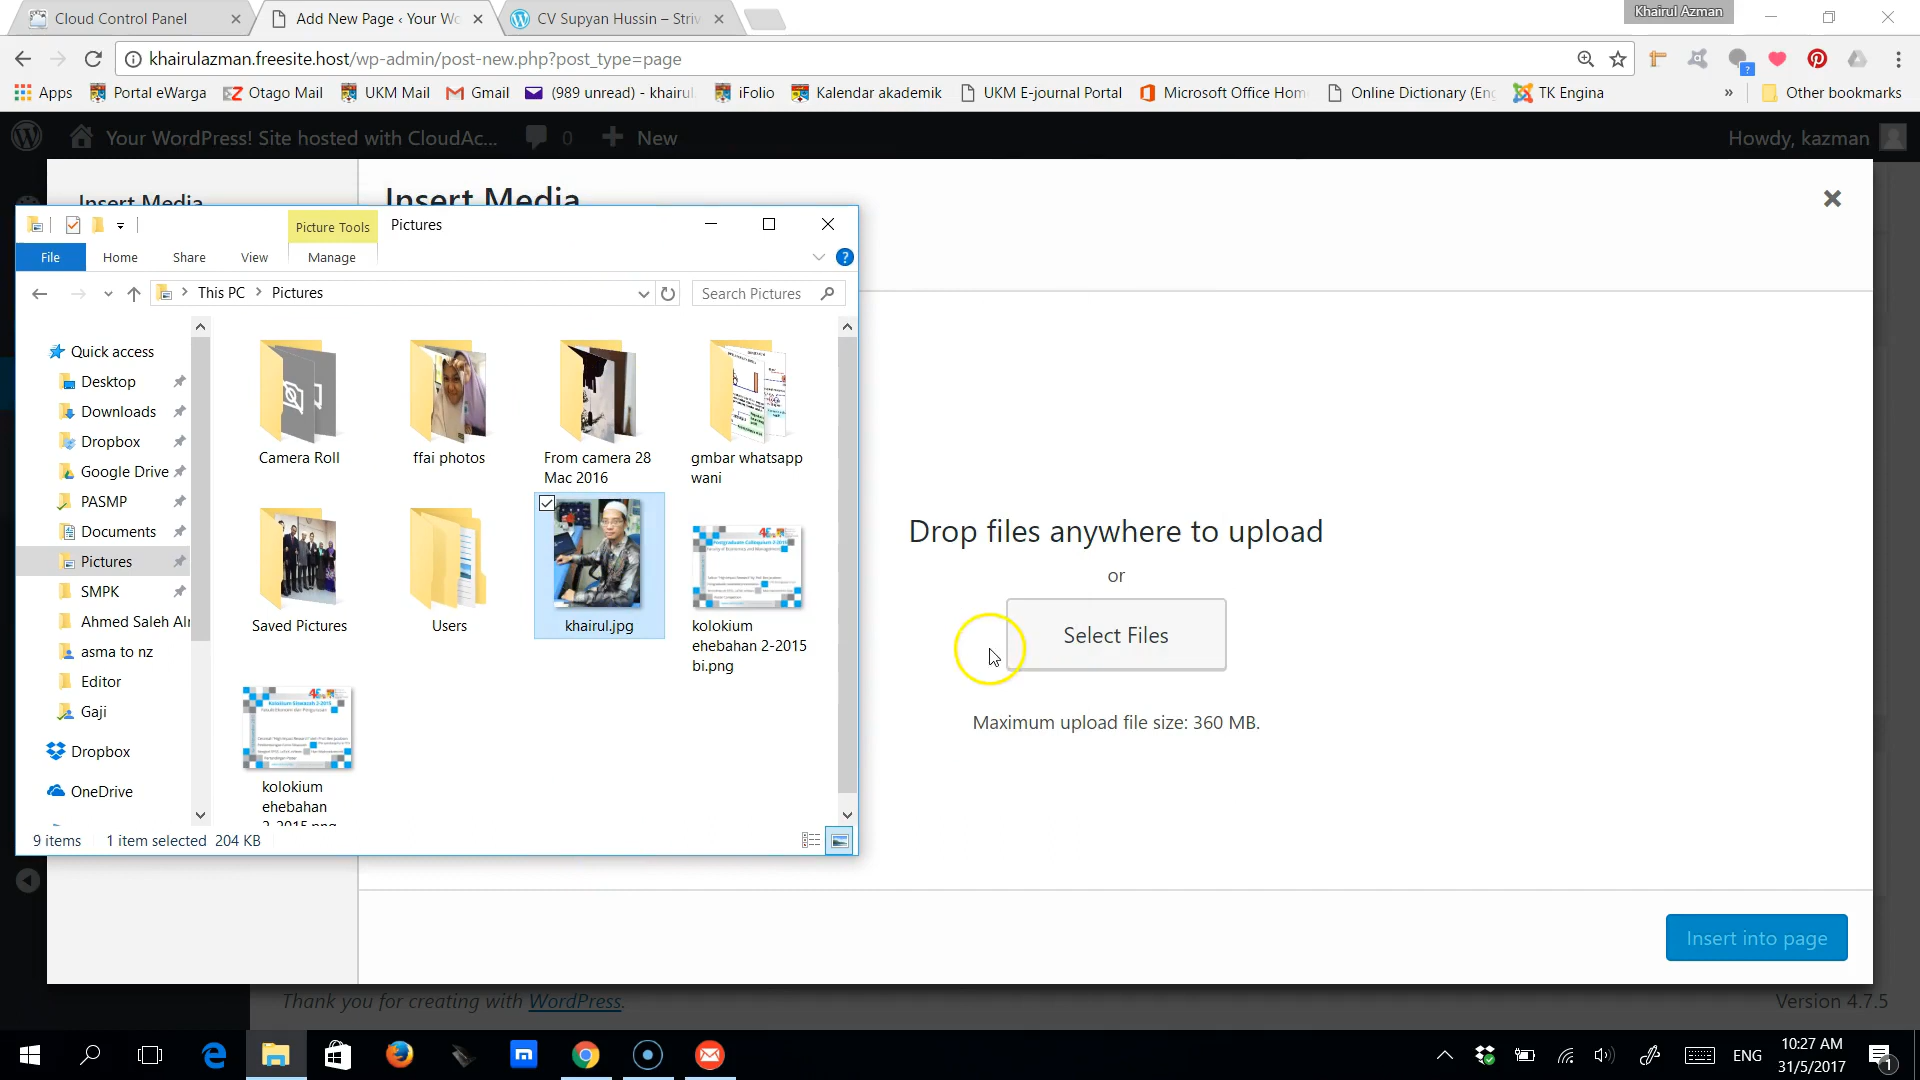 Cloud Control Panel
Add New Page ‹ Your Wo
CV Supyan Hussin – Striv
Khairul Azman
khairulazman.freesite.host/wp-admin/post-new.php?post_type=page
Apps
Portal eWarga
Otago Mail
UKM Mail
Gmail
(989 unread) - khairul
iFolio
Kalendar akademik
UKM E-journal Portal
Microsoft Office Hom
Online Dictionary (En
TK Engina
»
Other bookmarks
Your WordPress! Site hosted with CloudAc...
0
New
Howdy, kazman
Insert Media
Insert Media
Picture Tools
Pictures
File
Home
Share
View
Manage
This PC
Pictures
Search Pictures
Quick access
Desktop
Downloads
Dropbox
Google Drive
PASMP
Documents
Pictures
SMPK
Ahmed Saleh Alr
asma to nz
Editor
Gaji
Dropbox
OneDrive
Camera Roll
ffai photos
From camera 28
Mac 2016
gmbar whatsapp
wani
Saved Pictures
Users
khairul.jpg
kolokium
ehebahan 2-2015
bi.png
kolokium
ehebahan
2-2015.png
9 items
1 item selected 204 KB
Drop files anywhere to upload
or
Select Files
Maximum upload file size: 360 MB.
Insert into page
Thank you for creating with WordPress.
Version 4.7.5
ENG
10:27 AM
31/5/2017
1